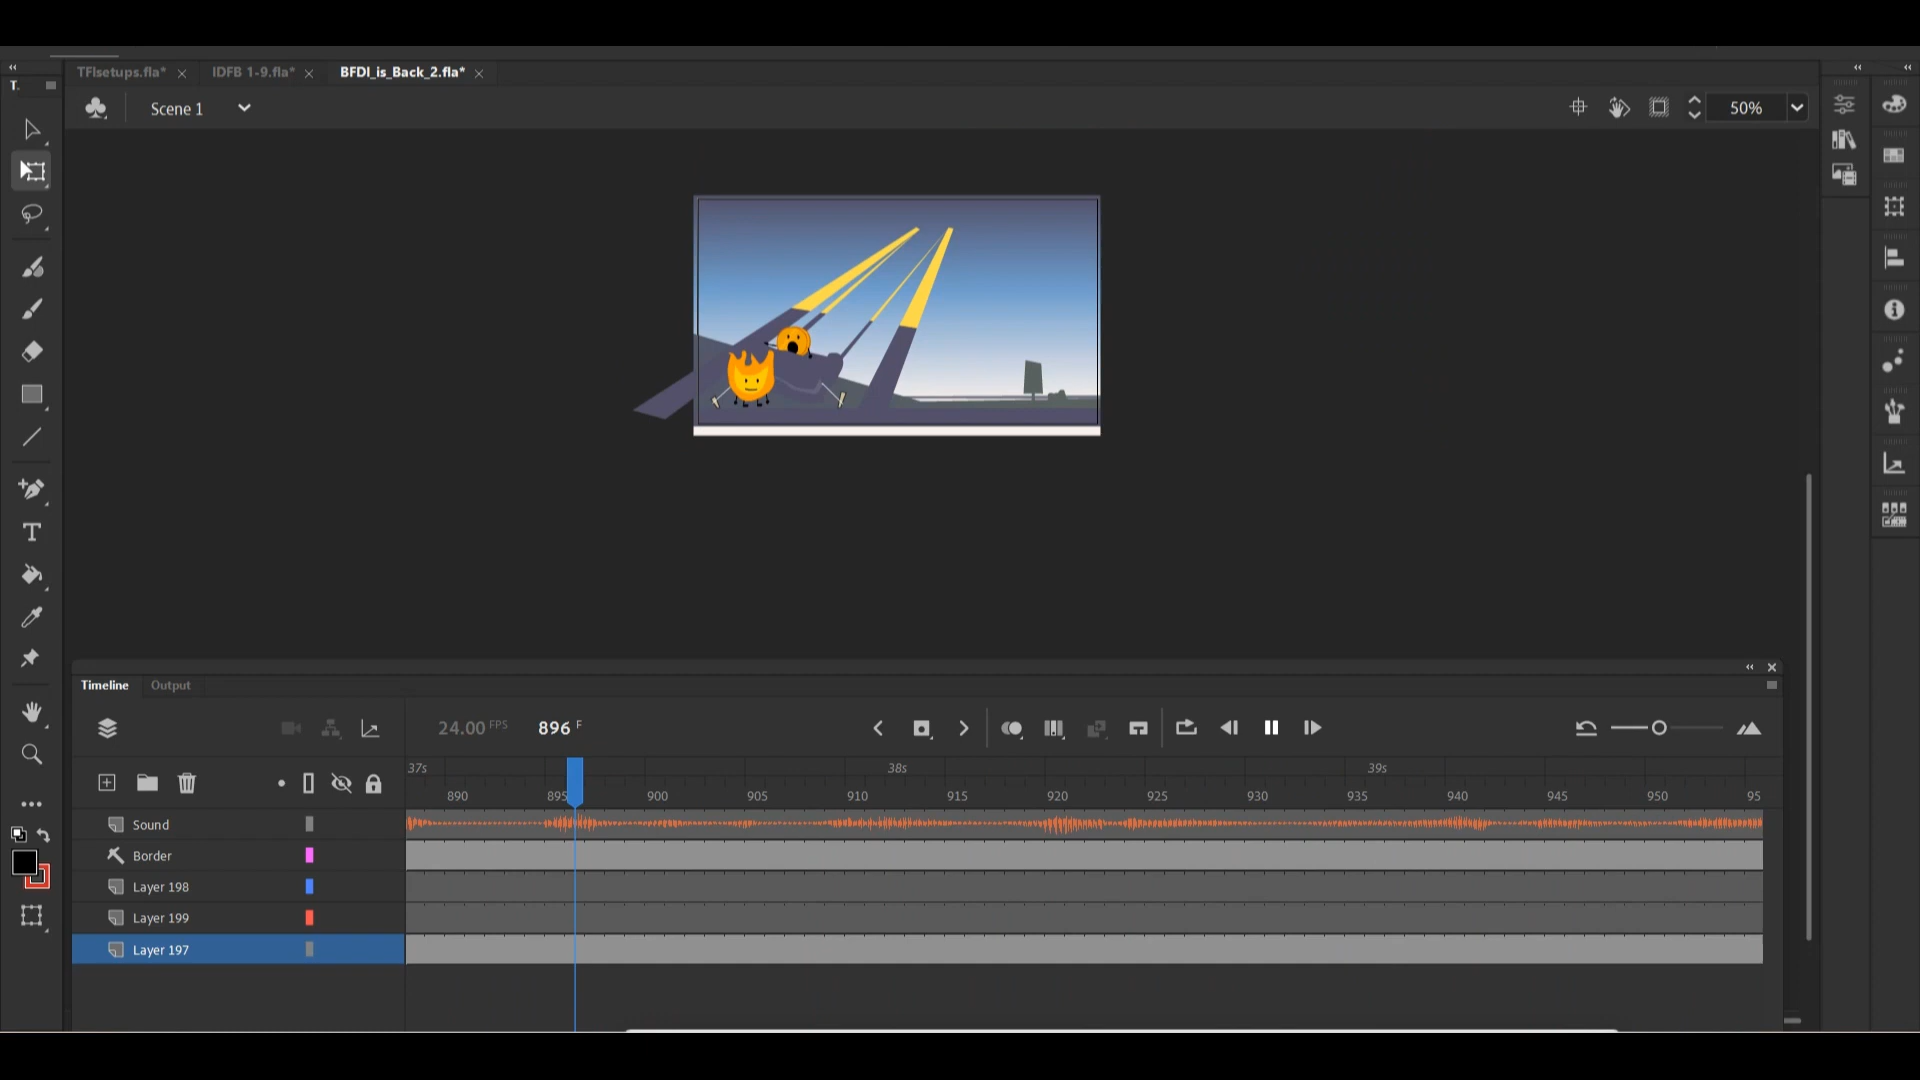 TFIsetups.fla*
IDFB 1-9.fla*
BFDI_is_Back_2.fla*
T.
Scene 1
50%
Timeline
Output
24.00 FPS
896 F
37s
38s
39s
890
895
900
905
910
915
920
925
930
935
940
945
950
95
Sound
Border
Layer 198
Layer 199
Layer 197